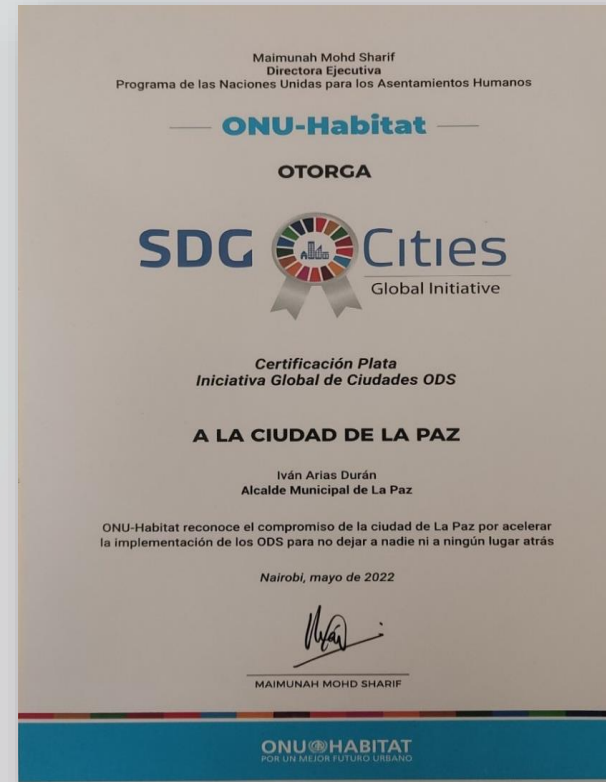 Maimunah Mohd Sharif
Directora Ejecutiva
Programa de las Naciones Unidas para los Asentamientos Humanos
ONU-Habitat
OTORGA
SDG Cities
Global Initiative
Certificación Plata
Iniciativa Global de Ciudades ODS
A LA CIUDAD DE LA PAZ
Iván Arias Durán
Alcalde Municipal de La Paz
ONU-Habitat reconoce el compromiso de la ciudad de La Paz por acelerar
la implementación de los ODS para no dejar a nadie ni a ningún lugar atrás
Nairobi, mayo de 2022
MAIMUNAH MOHD SHARIF
ONU HABITAT
POR UN MEJOR FUTURO URBANO